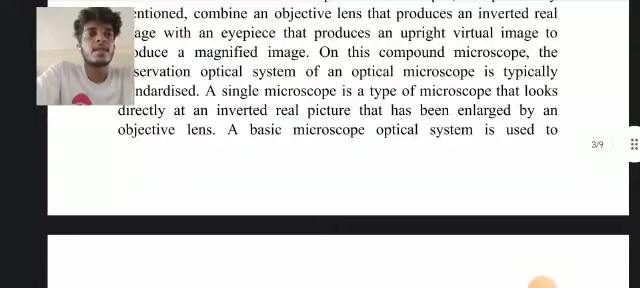 entioned, combine an objective lens that produces an inverted real
age with an eyepiece that produces an upright virtual image to
oduce a magnified image. On this compound microscope, the
servation optical system of an optical microscope is typically
ndardised. A single microscope is a type of microscope that looks
directly at an inverted real picture that has been enlarged by an
objective lens. A basic microscope optical system is used to
3/9